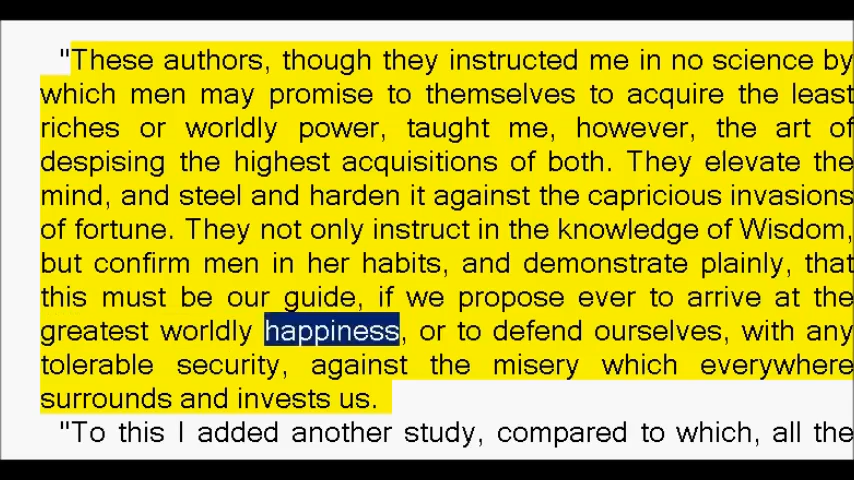 "These authors, though they instructed me in no science by
which men may promise to themselves to acquire the least
riches or worldly power, taught me, however, the art of
despising the highest acquisitions of both. They elevate the
mind, and steel and harden it against the capricious invasions
of fortune. They not only instruct in the knowledge of Wisdom,
but confirm men in her habits, and demonstrate plainly, that
this must be our guide, if we propose ever to arrive at the
greatest worldly happiness, or to defend ourselves, with any
tolerable security, against the misery which everywhere
surrounds and invests us.
"To this I added another study, compared to which, all the